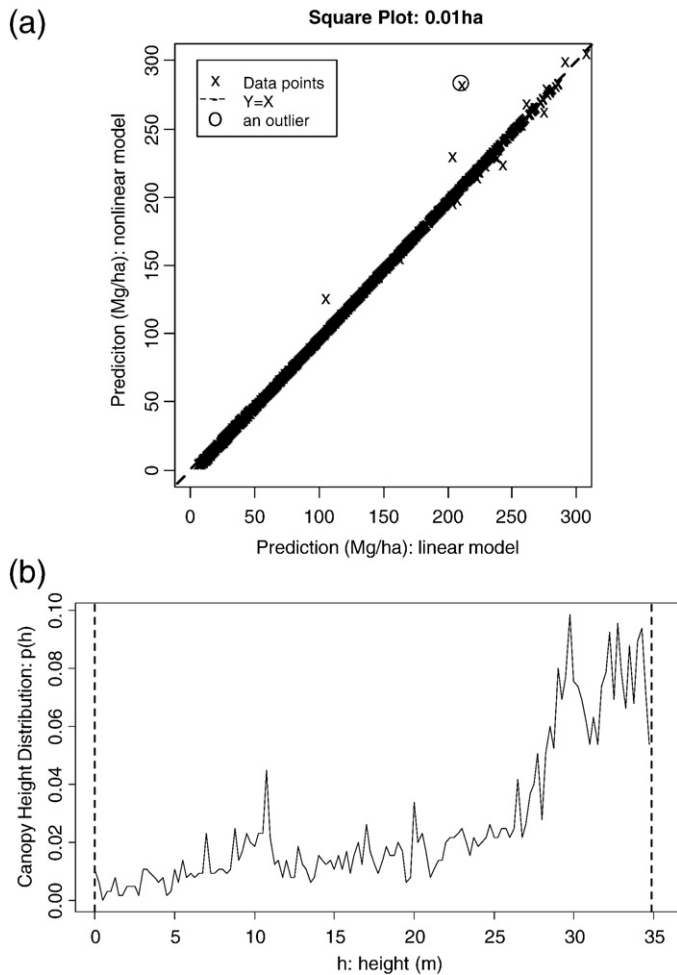 (a)
Square Plot: 0.01ha
x Data points
Y=X
O an outlier
Prediciton (Mg/ha): nonlinear model
300
250
200
150
100
50
0
0 50 100 150 200 250 300
Prediction (Mg/ha): linear model
(b)
Canopy Height Distribution: p(h)
0.10
0.08
0.06
0.04
0.02
0.00
0 5 10 15 20 25 30 35
h: height (m)